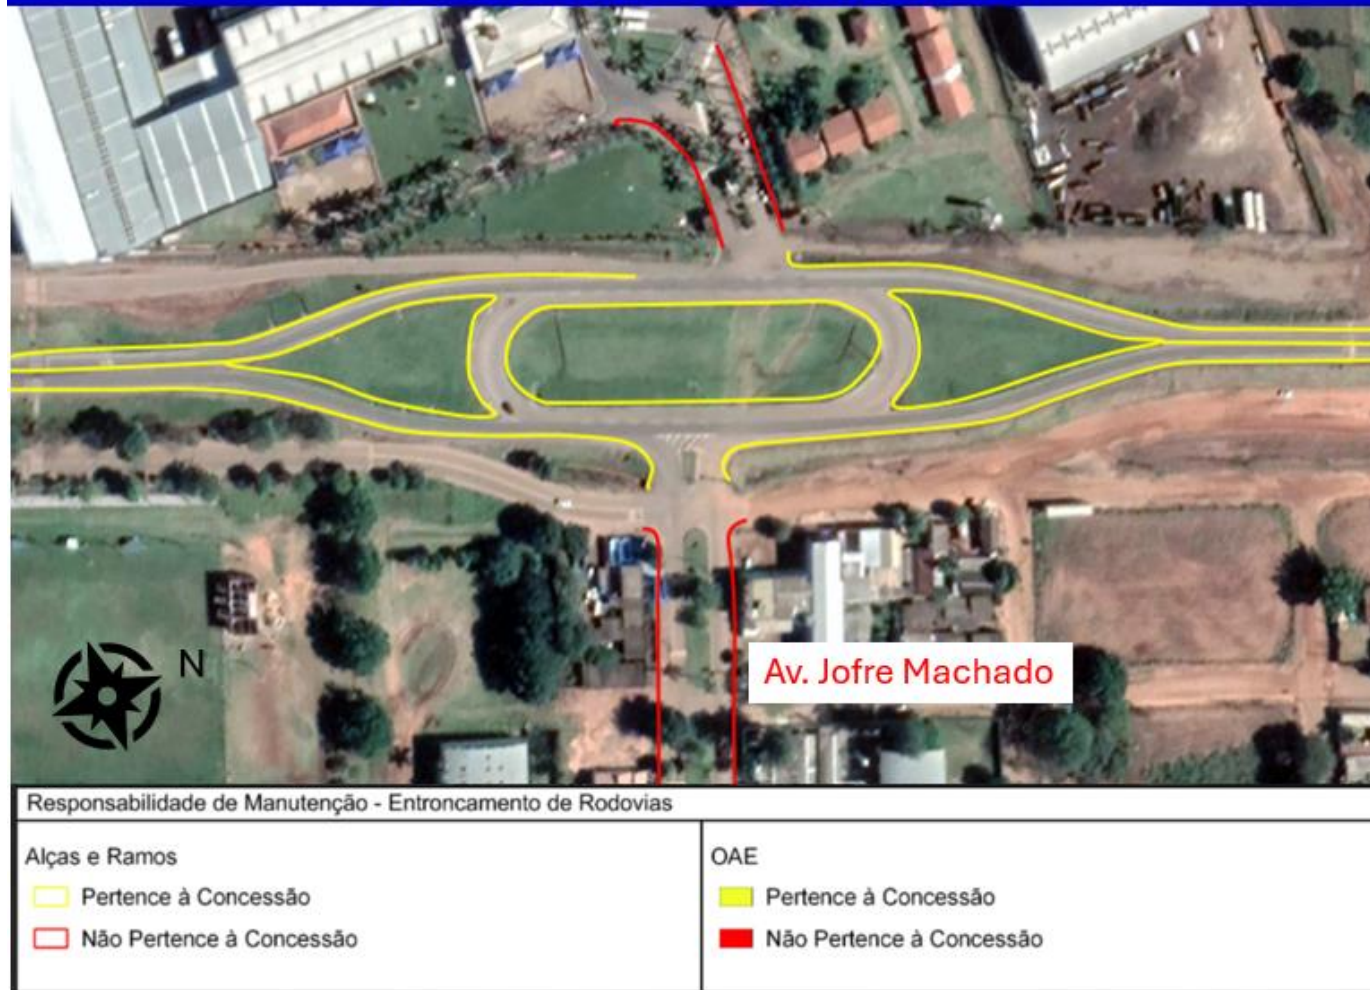 N
Av. Jofre Machado
Responsabilidade de Manutenção - Entroncamento de Rodovias
Alças e Ramos
Pertence à Concessão
Não Pertence à Concessão
OAE
Pertence à Concessão
Não Pertence à Concessão